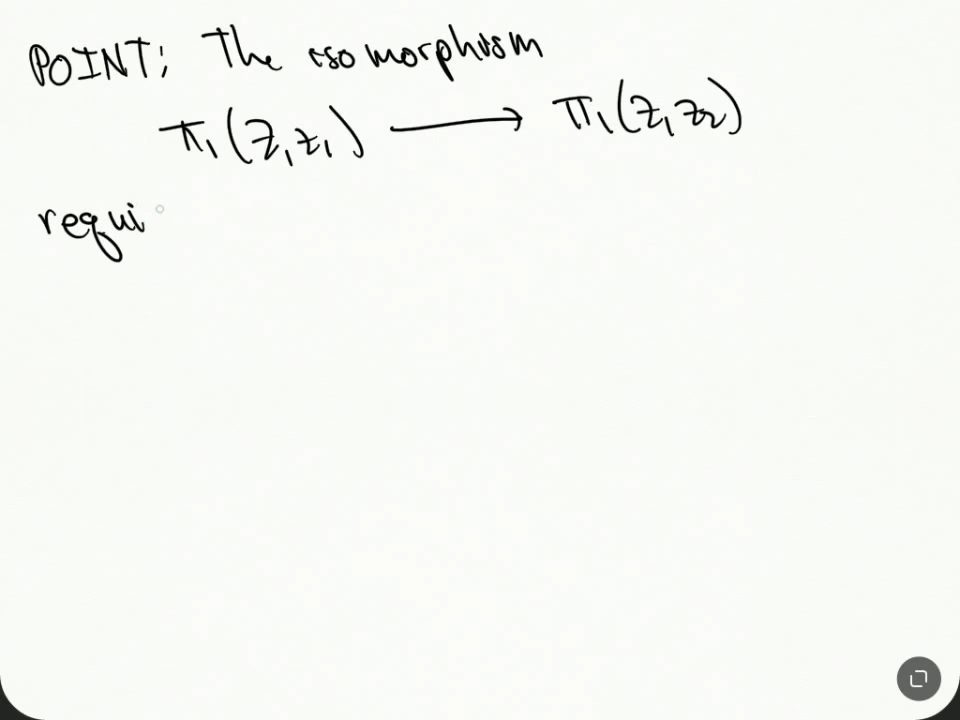 POINT: The isomorphism
π₁(Z,z₁) ⟶ π₁(Z,z₂)
requi